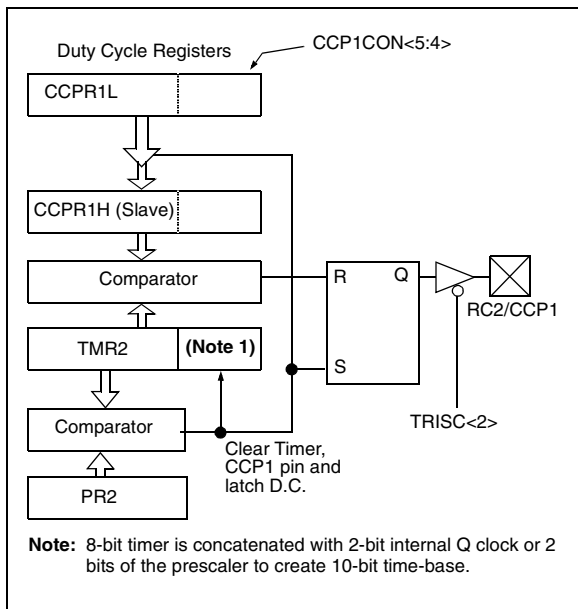 Duty Cycle Registers
CCP1CON<5:4>
CCPR1L
CCPR1H (Slave)
Comparator
R
Q
RC2/CCP1
TMR2
(Note 1)
S
Comparator
TRISC<2>
Clear Timer,
CCP1 pin and
latch D.C.
PR2
Note: 8-bit timer is concatenated with 2-bit internal Q clock or 2
bits of the prescaler to create 10-bit time-base.